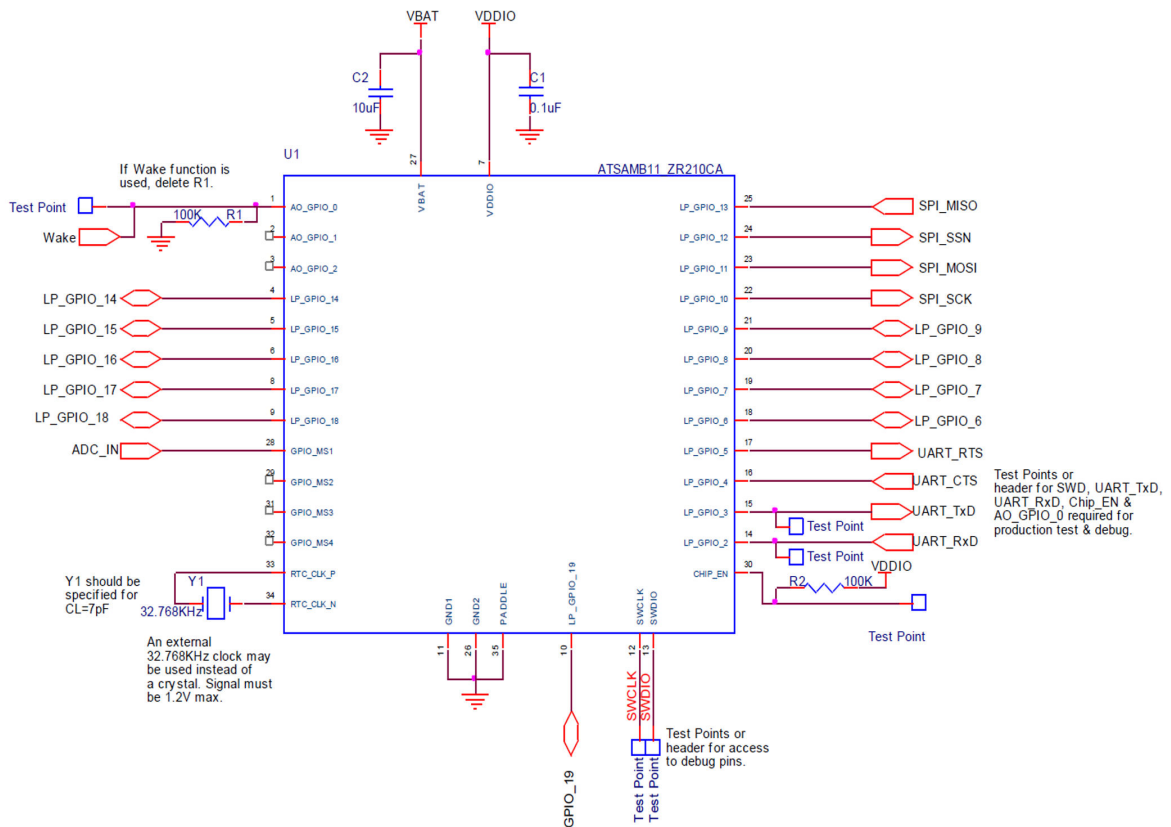 VBAT
VDDIO
C2
10uF
C1
0.1uF
27
7
U1
ATSAMB11_ZR210CA
VBAT
VDDIO
If Wake function is
used, delete R1.
Test Point
100K
R1
Wake
1
AO_GPIO_0
2
AO_GPIO_1
3
AO_GPIO_2
LP_GPIO_14
4
LP_GPIO_14
LP_GPIO_15
5
LP_GPIO_15
LP_GPIO_16
6
LP_GPIO_16
LP_GPIO_17
8
LP_GPIO_17
LP_GPIO_18
9
LP_GPIO_18
ADC_IN
28
GPIO_MS1
29
GPIO_MS2
31
GPIO_MS3
32
GPIO_MS4
33
RTC_CLK_P
34
RTC_CLK_N
Y1 should be
specified for
CL=7pF
Y1
32.768KHz
An external
32.768KHz clock may
be used instead of
a crystal. Signal must
be 1.2V max.
LP_GPIO_13
25
SPI_MISO
LP_GPIO_12
24
SPI_SSN
LP_GPIO_11
23
SPI_MOSI
LP_GPIO_10
22
SPI_SCK
LP_GPIO_9
21
LP_GPIO_9
LP_GPIO_8
20
LP_GPIO_8
LP_GPIO_7
19
LP_GPIO_7
LP_GPIO_6
18
LP_GPIO_6
LP_GPIO_5
17
UART_RTS
LP_GPIO_4
16
UART_CTS
LP_GPIO_3
15
UART_TxD
Test Point
LP_GPIO_2
14
UART_RxD
Test Point
CHIP_EN
30
R2
100K
VDDIO
Test Point
Test Points or
header for SWD, UART_TxD,
UART_RxD, Chip_EN &
AO_GPIO_0 required for
production test & debug.
GND1
GND2
PADDLE
LP_GPIO_19
SWCLK
SWDIO
11
26
35
10
12
13
SWCLK
SWDIO
Test Points or
header for access
to debug pins.
Test Point
Test Point
GPIO_19